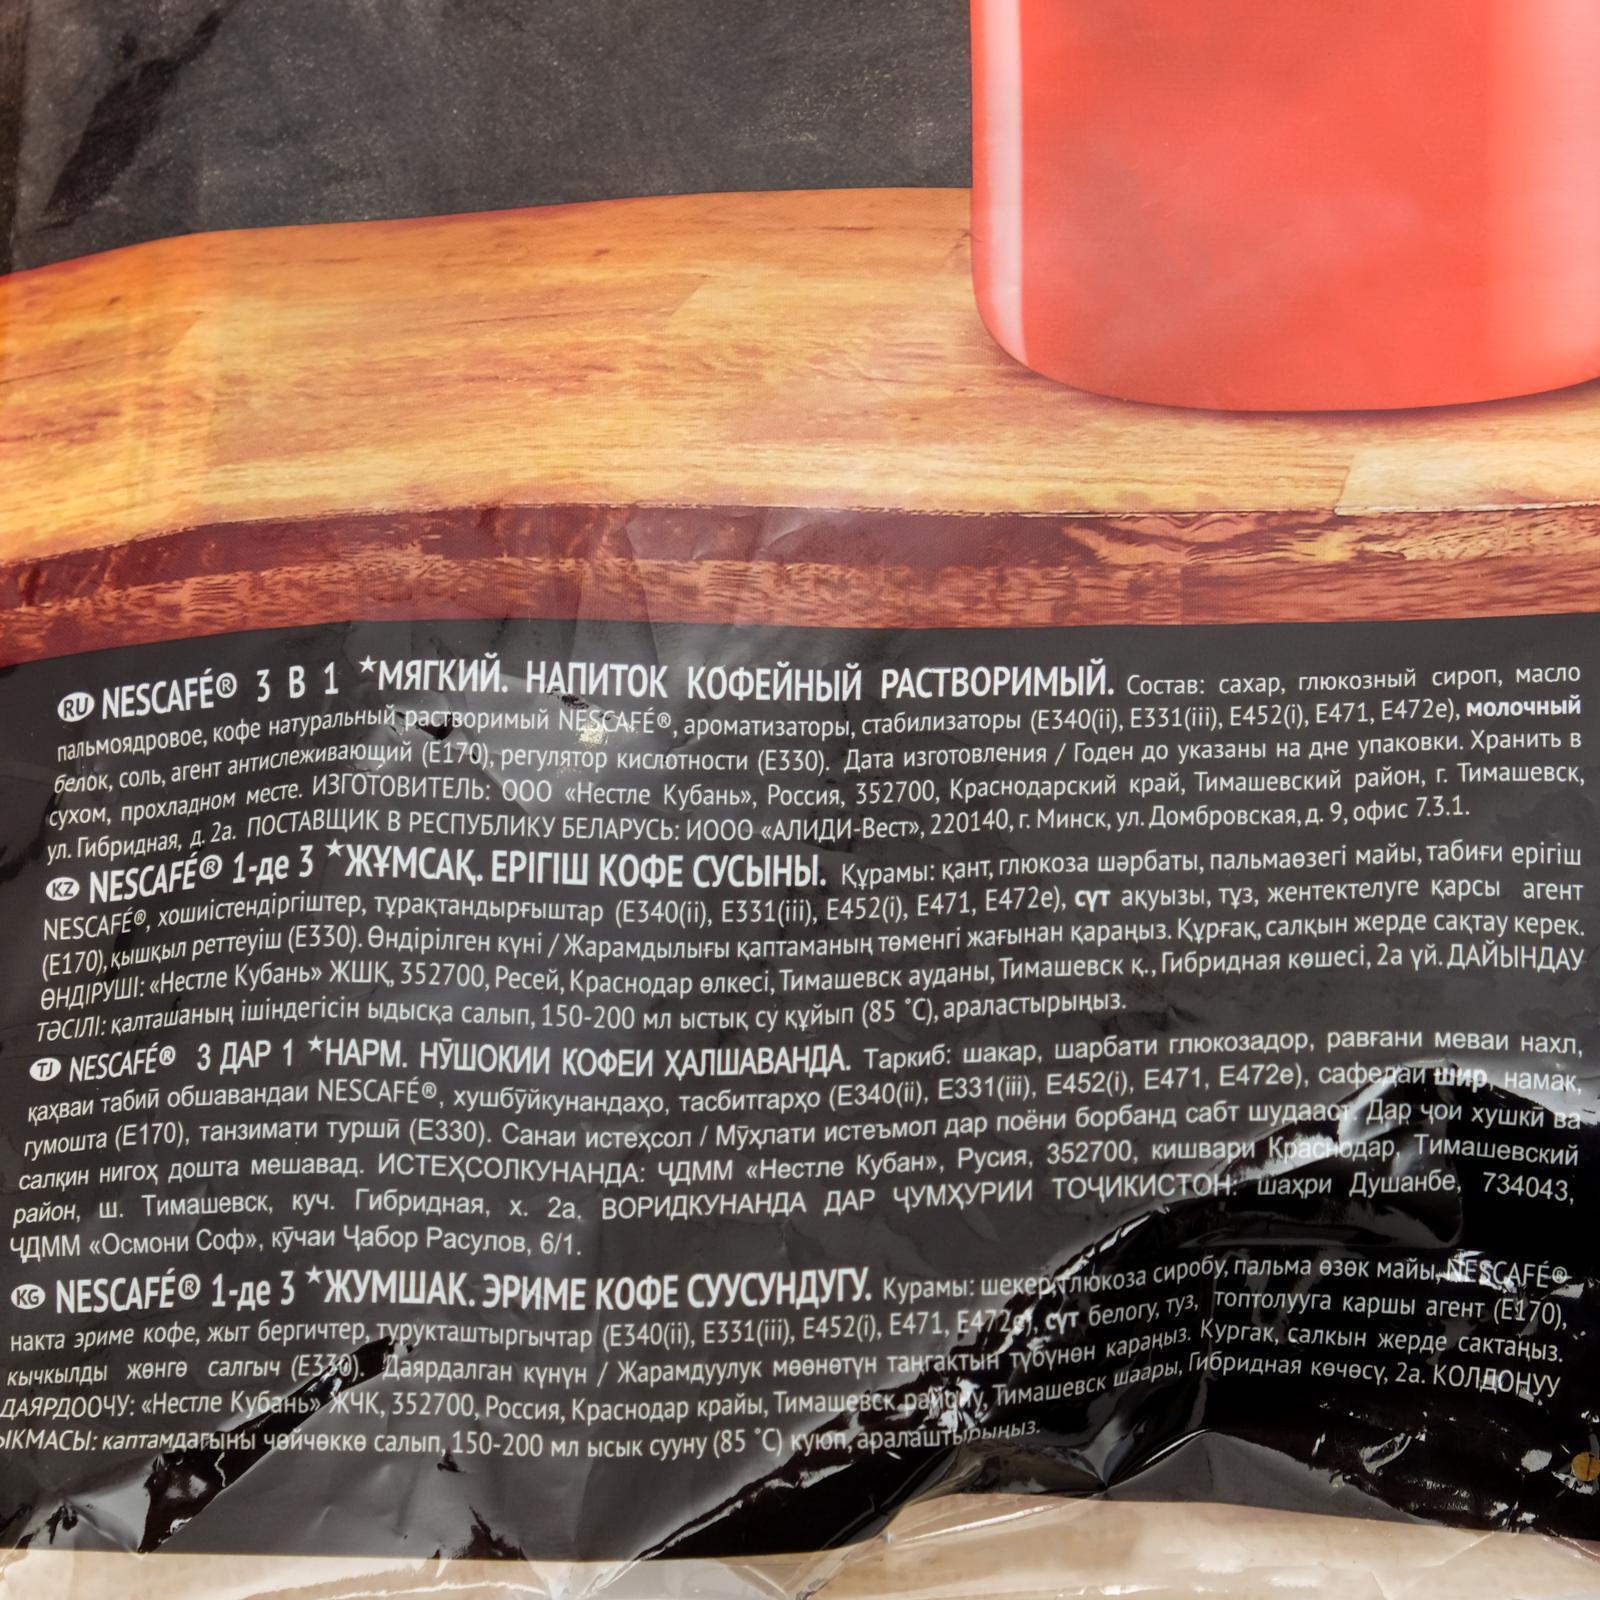 RU NESCAFÉ® 3 В 1 *МЯГКИЙ. НАПИТОК КОФЕЙНЫЙ РАСТВОРИМЫЙ. Состав: сахар, глюкозный сироп, масло
пальмоядровое, кофе натуральный растворимый NESCAFÉ®, ароматизаторы, стабилизаторы (E340(ii), E331(iii), E452(i), E471, E472e), молочный
белок, соль, агент антислеживающий (E170), регулятор кислотности (E330). Дата изготовления / Годен до указаны на дне упаковки. Хранить в
сухом, прохладном месте. ИЗГОТОВИТЕЛЬ: ООО «Нестле Кубань», Россия, 352700, Краснодарский край, Тимашевский район, г. Тимашевск,
ул. Гибридная, д. 2а. ПОСТАВЩИК В РЕСПУБЛИКУ БЕЛАРУСЬ: ИООО «АЛИДИ-Вест», 220140, г. Минск, ул. Домбровская, д. 9, офис 7.3.1.
KZ NESCAFÉ® 1-де 3 *ЖҰМСАҚ. ЕРІГІШ КОФЕ СУСЫНЫ. Құрамы: қант, глюкоза шәрбаты, пальмаөзегі майы, табиғи ерігіш
NESCAFÉ®, хошиістендіргіштер, тұрақтандырғыштар (E340(ii), E331(iii), E452(i), E471, E472e), сүт ақуызы, тұз, жентектелуге қарсы агент
(E170), қышқыл реттеуіш (E330). Өндірілген күні / Жарамдылығы қаптаманың төменгі жағынан қараңыз. Құрғақ, салқын жерде сақтау керек.
ӨНДІРУШІ: «Нестле Кубань» ЖШҚ, 352700, Ресей, Краснодар өлкесі, Тимашевск ауданы, Тимашевск қ., Гибридная көшесі, 2а үй. ДАЙЫНДАУ
ТӘСІЛІ: қалташаның ішіндегісін ыдысқа салып, 150-200 мл ыстық су құйып (85 ˚C), араластырыңыз.
TJ NESCAFÉ® 3 ДАР 1 *НАРМ. НӮШОКИИ КОФЕИ ҲАЛШАВАНДА. Таркиб: шакар, шарбати глюкозадор, равғани меваи нахл,
қаҳваи табиӣ обшавандаи NESCAFÉ®, хушбӯйкунандаҳо, тасбитгарҳо (E340(ii), E331(iii), E452(i), E471, E472e), сафедаи шир, намак,
гумошта (E170), танзимати туршӣ (E330). Санаи истеҳсол / Мӯҳлати истеъмол дар поёни борбанд сабт шудааст. Дар ҷои хушкӣ ва
салқин нигоҳ дошта мешавад. ИСТЕҲСОЛКУНАНДА: ҶДММ «Нестле Кубан», Русия, 352700, кишвари Краснодар, Тимашевский
район, ш. Тимашевск, куч. Гибридная, х. 2а. ВОРИДКУНАНДА ДАР ҶУМҲУРИИ ТОҶИКИСТОН: шаҳри Душанбе, 734043,
ҶДММ «Осмони Соф», кӯчаи Ҷабор Расулов, 6/1.
KG NESCAFÉ® 1-де 3 *ЖУМШАК. ЭРИМЕ КОФЕ СУУСУНДУГУ. Курамы: шекер, глюкоза сиробу, пальма өзөк майы, NESCAFÉ®
накта эриме кофе, жыт бергичтер, турукташтыргычтар (E340(ii), E331(iii), E452(i), E471, E472e), сүт белогу, туз, топтолууга каршы агент (E170),
кычкылды жөнгө салгыч (E330). Даярдалган күнүн / Жарамдуулук мөөнөтүн таңгактын түбүнөн караңыз. Кургак, салкын жерде сактаңыз.
ДАЯРДООЧУ: «Нестле Кубань» ЖЧК, 352700, Россия, Краснодар крайы, Тимашевск району, Тимашевск шаары, Гибридная көчөсү, 2а. КОЛДОНУУ
ЫКМАСЫ: каптамдагыны чөйчөккө салып, 150-200 мл ысык сууну (85 ˚C) куюп, аралаштырыңыз.